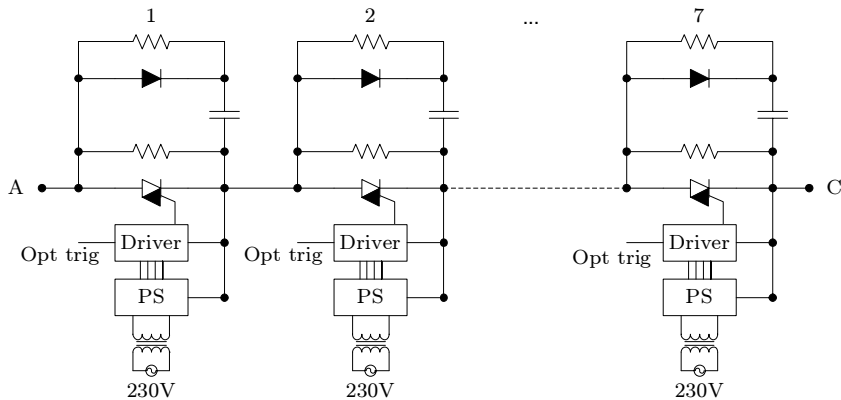 1 2 ... 7
A C
Driver Driver Driver
Opt trig Opt trig Opt trig
PS PS PS
230V 230V 230V